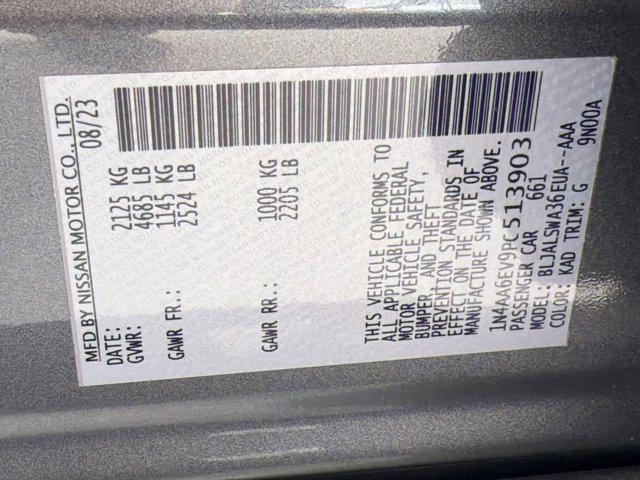 MFD BY NISSAN MOTOR CO., LTD.
DATE: 08/23
GVWR: 2125 KG
4685 LB
GAWR FR.: 1145 KG
2524 LB
GAWR RR.: 1000 KG
2205 LB
THIS VEHICLE CONFORMS TO
ALL APPLICABLE FEDERAL
MOTOR VEHICLE SAFETY,
BUMPER AND THEFT
PREVENTION STANDARDS IN
EFFECT ON THE DATE OF
MANUFACTURE SHOWN ABOVE.
1N4AA6EV9PC513903
PASSENGER CAR 661
MODEL: BLJALSWA36EUA--AAA
COLOR: KAD TRIM: G 9N00A